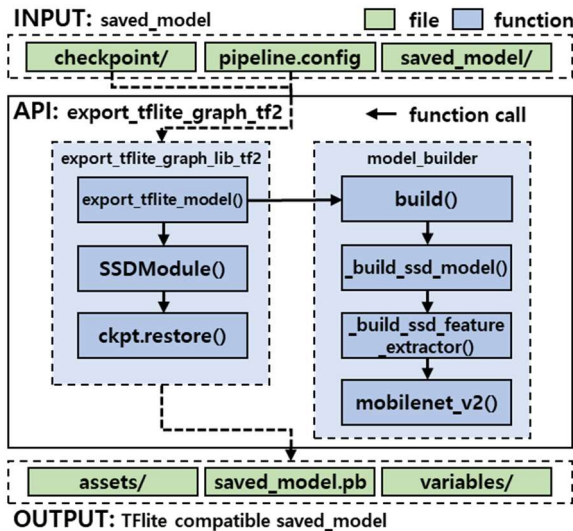 INPUT: saved_model
file
function
checkpoint/
pipeline.config
saved_model/
API: export_tflite_graph_tf2
function call
export_tflite_graph_lib_tf2
export_tflite_model()
SSDModule()
ckpt.restore()
model_builder
build()
_build_ssd_model()
_build_ssd_feature
_extractor()
mobilenet_v2()
assets/
saved_model.pb
variables/
OUTPUT: TFlite compatible saved_model